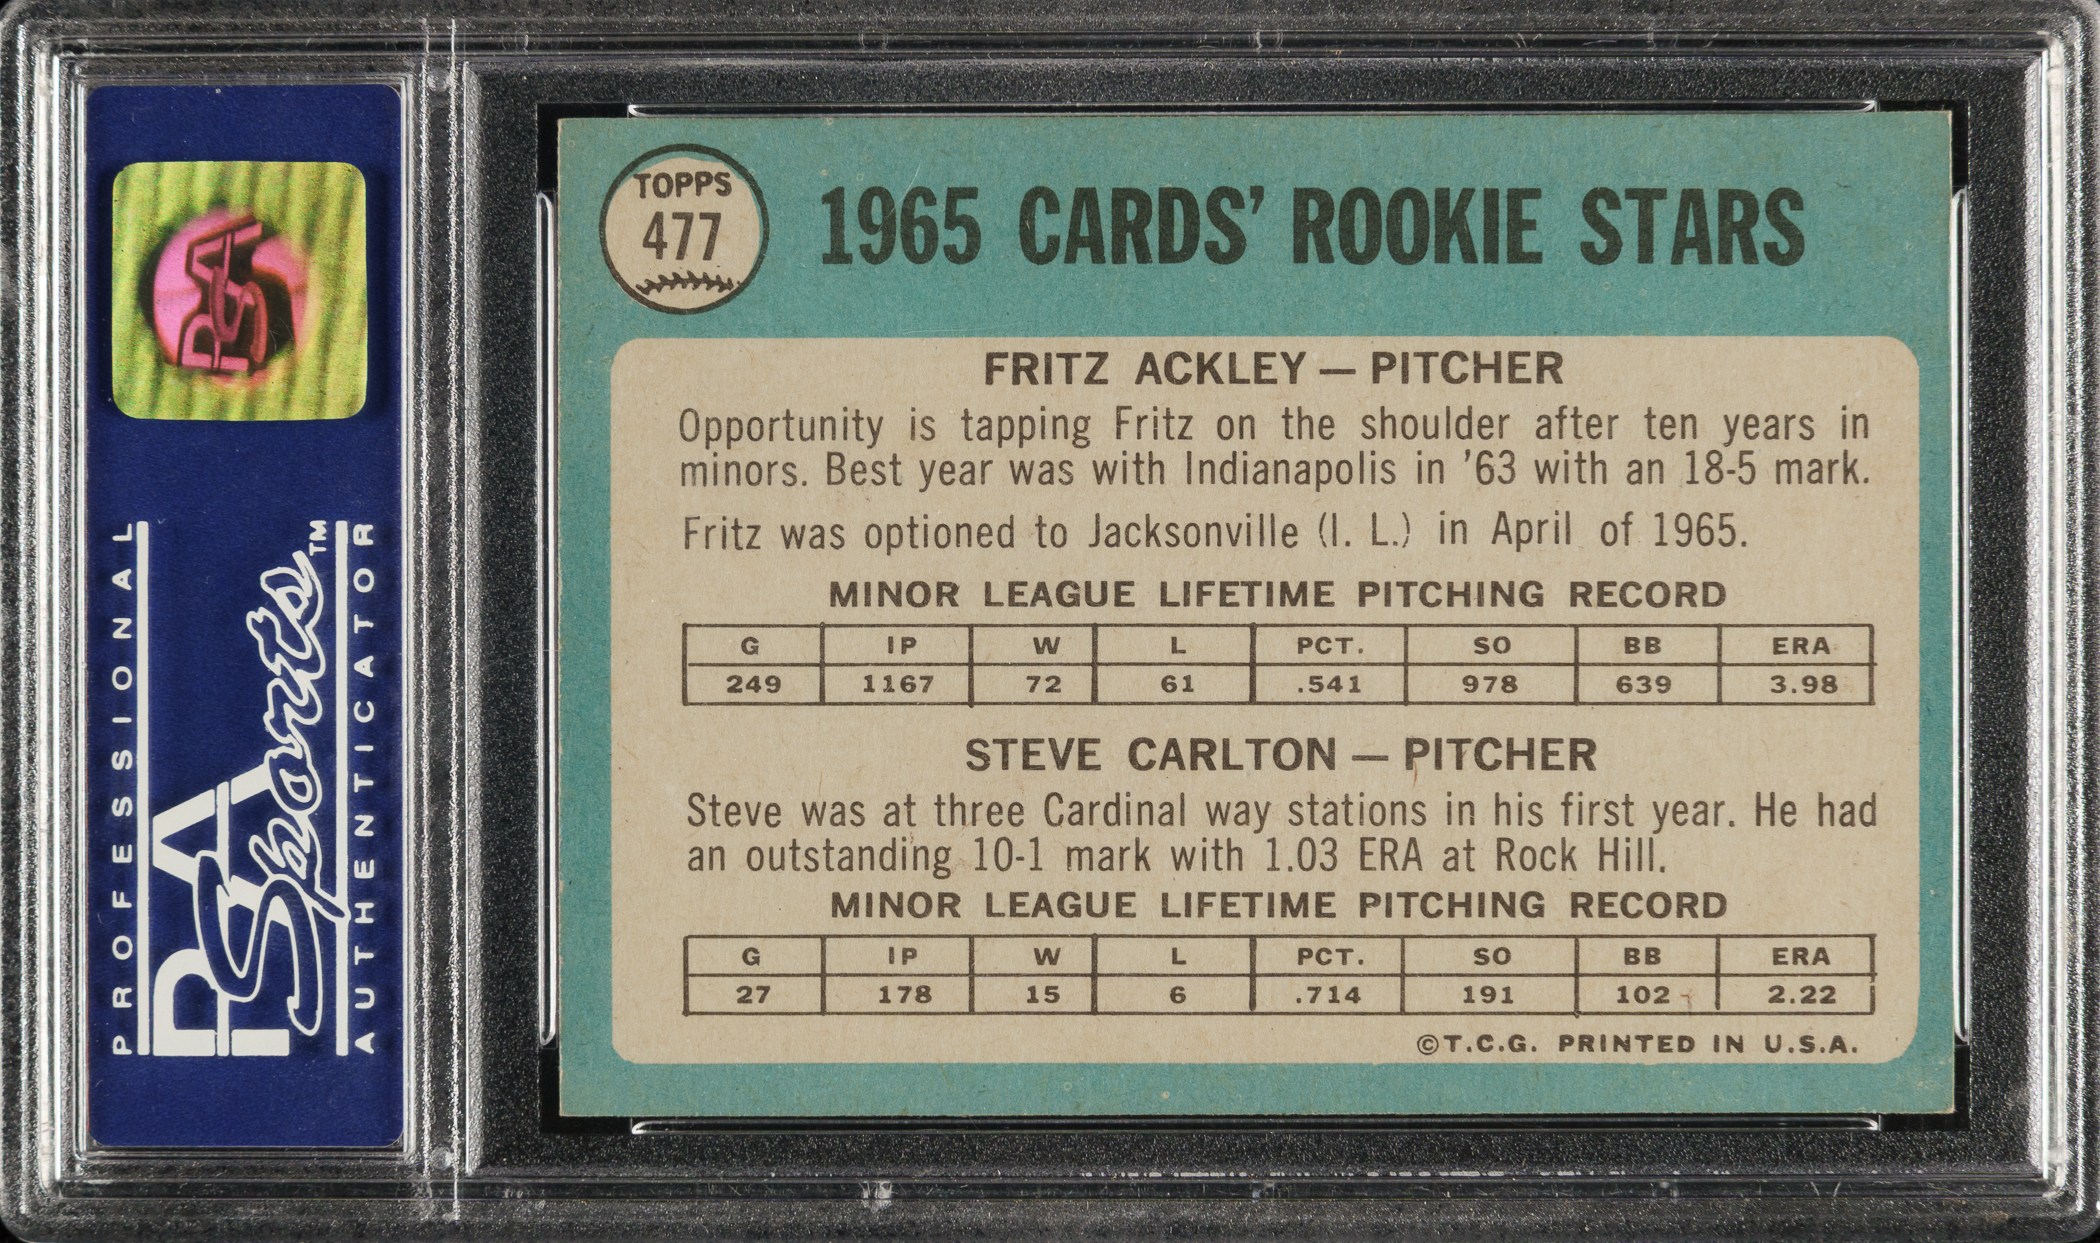 PSA
PROFESSIONAL
PSA
Sports™
AUTHENTICATOR
TOPPS
477
1965 CARDS' ROOKIE STARS
FRITZ ACKLEY — PITCHER
Opportunity is tapping Fritz on the shoulder after ten years in
minors. Best year was with Indianapolis in '63 with an 18-5 mark.
Fritz was optioned to Jacksonville (I. L.) in April of 1965.
MINOR LEAGUE LIFETIME PITCHING RECORD
G IP W L PCT. SO BB ERA
249 1167 72 61 .541 978 639 3.98
STEVE CARLTON — PITCHER
Steve was at three Cardinal way stations in his first year. He had
an outstanding 10-1 mark with 1.03 ERA at Rock Hill.
MINOR LEAGUE LIFETIME PITCHING RECORD
G IP W L PCT. SO BB ERA
27 178 15 6 .714 191 102 2.22
©T.C.G. PRINTED IN U.S.A.